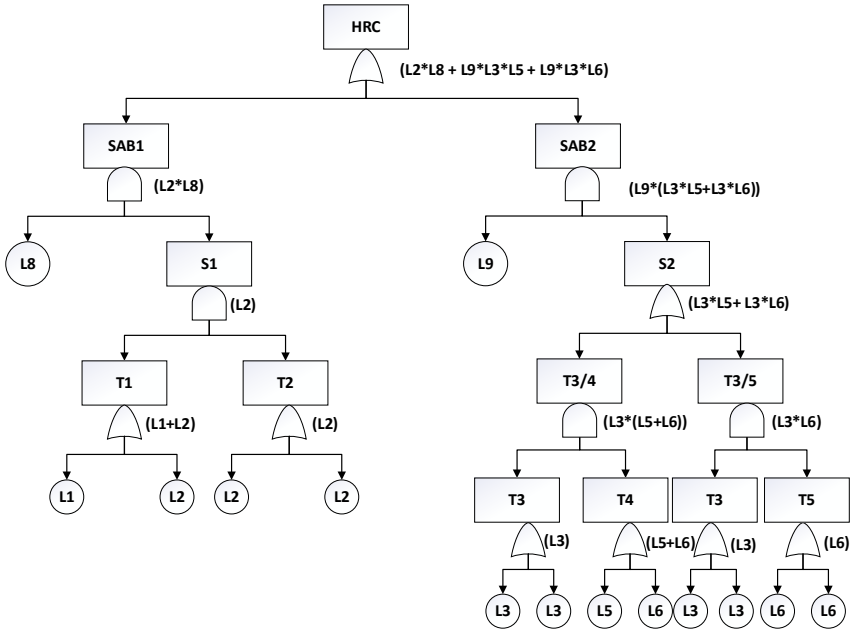 HRC
(L2*L8 + L9*L3*L5 + L9*L3*L6)
SAB1
SAB2
(L2*L8)
(L9*(L3*L5+L3*L6))
L8
S1
L9
S2
(L2)
(L3*L5+ L3*L6)
T1
T2
T3/4
T3/5
(L1+L2)
(L2)
(L3*(L5+L6))
(L3*L6)
L1
L2
L2
L2
T3
T4
T3
T5
(L3)
(L5+L6)
(L3)
(L6)
L3
L3
L5
L6
L3
L3
L6
L6